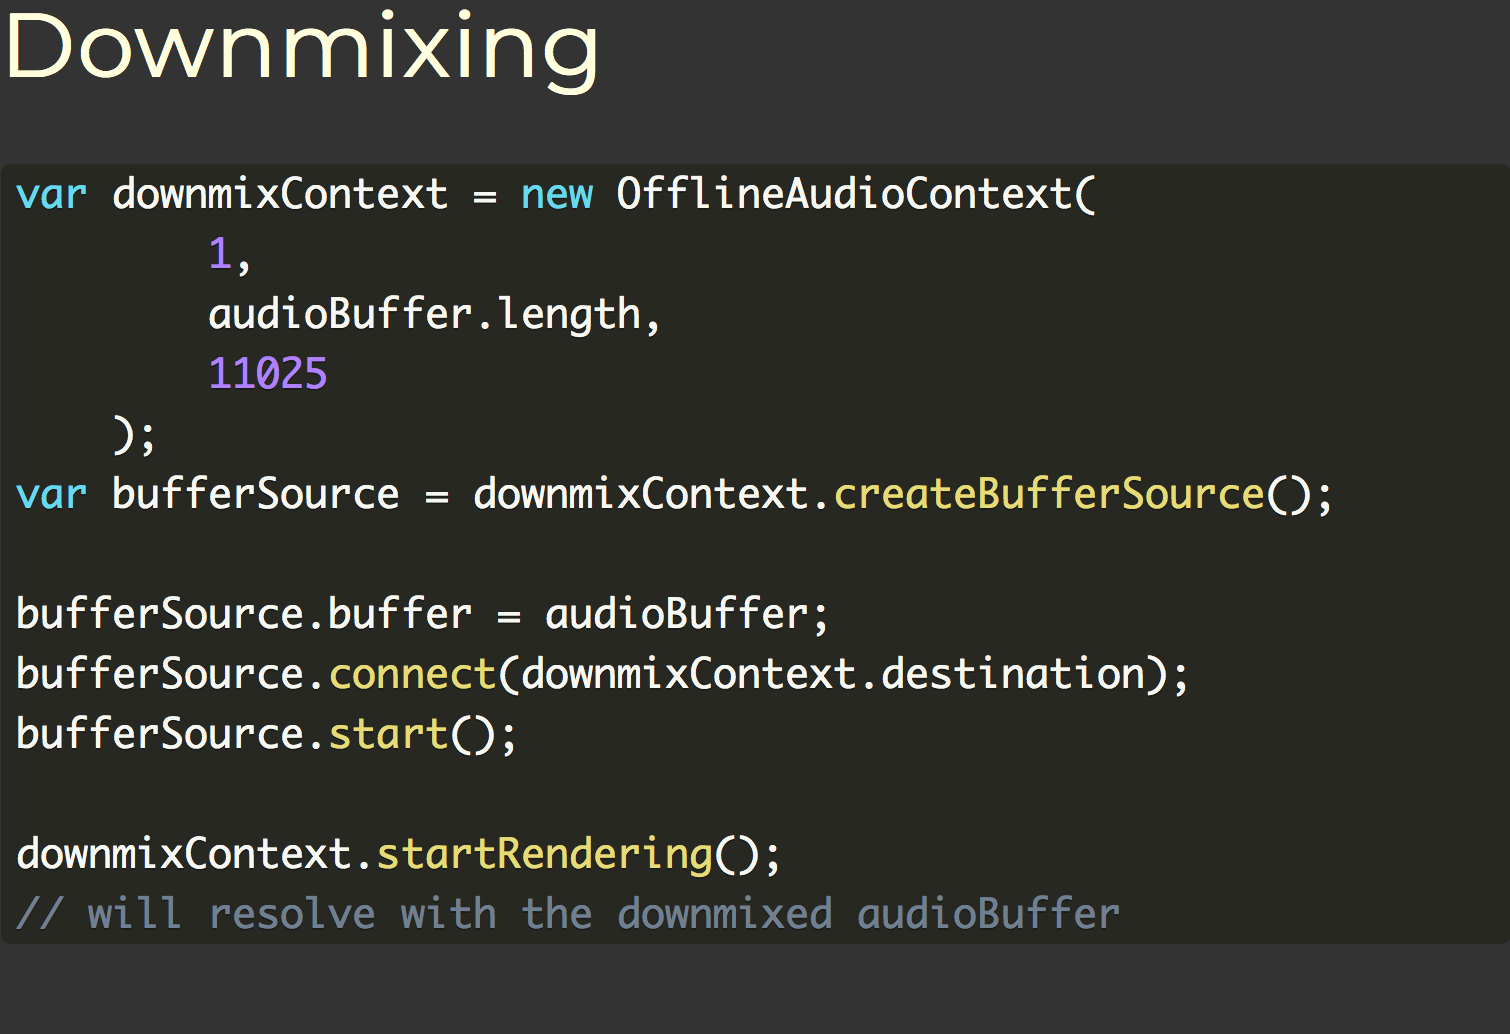 Downmixing
var downmixContext = new OfflineAudioContext(
        1,
        audioBuffer.length,
        11025
    );
var bufferSource = downmixContext.createBufferSource();
bufferSource.buffer = audioBuffer;
bufferSource.connect(downmixContext.destination);
bufferSource.start();
downmixContext.startRendering();
// will resolve with the downmixed audioBuffer